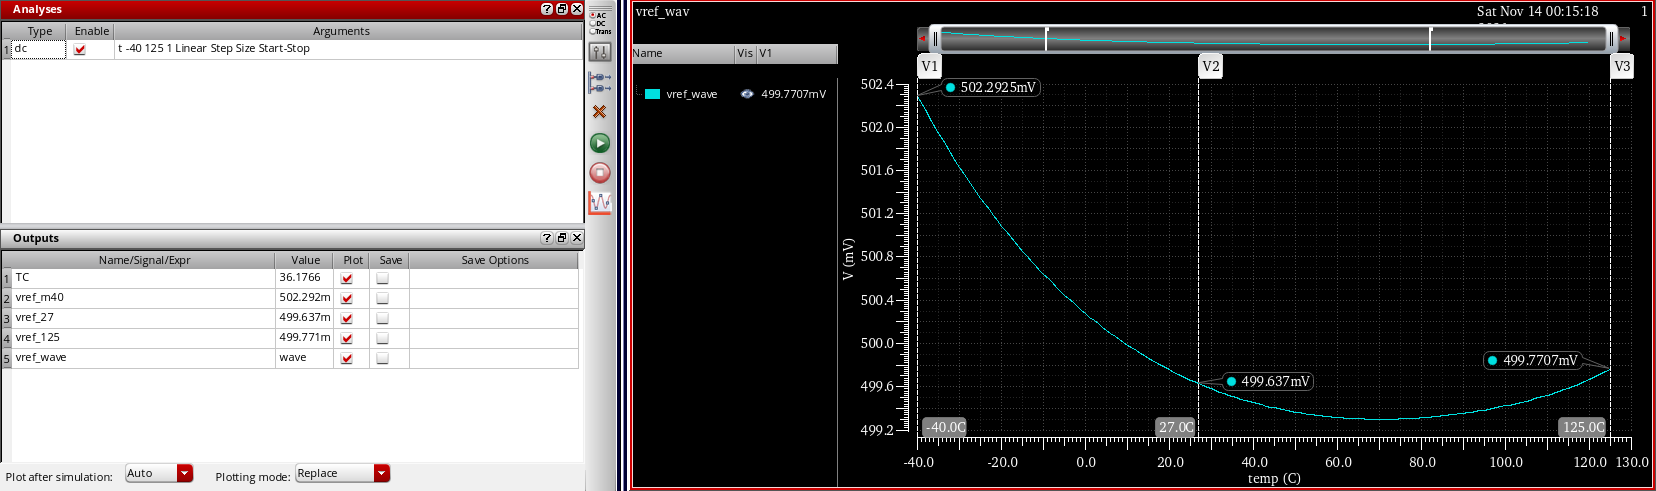 Analyses
Type Enable Arguments
1 dc t -40 125 1 Linear Step Size Start-Stop
AC
DC
Trans
Outputs
Name/Signal/Expr Value Plot Save Save Options
1 TC 36.1766
2 vref_m40 502.292m
3 vref_27 499.637m
4 vref_125 499.771m
5 vref_wave wave
Plot after simulation: Auto Plotting mode: Replace
vref_wav Sat Nov 14 00:15:18 1
Name Vis V1
vref_wave 499.7707mV
V1 V2 V3
502.4
502.2925mV
502.0
501.6
501.2
500.8
V (mV)
500.4
500.0
499.7707mV
499.6
499.637mV
499.2
-40.0C 27.0C 125.0C
-40.0 -20.0 0.0 20.0 40.0 60.0 80.0 100.0 120.0 130.0
temp (C)